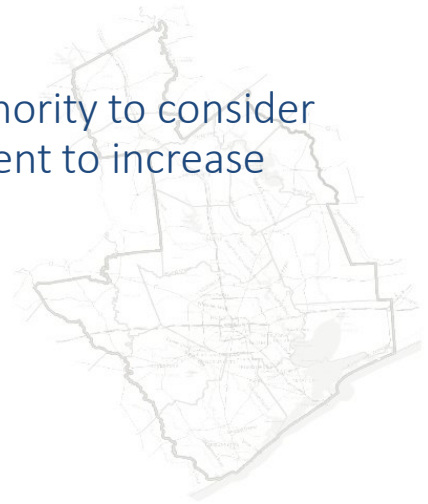 hority to consider
ent to increase